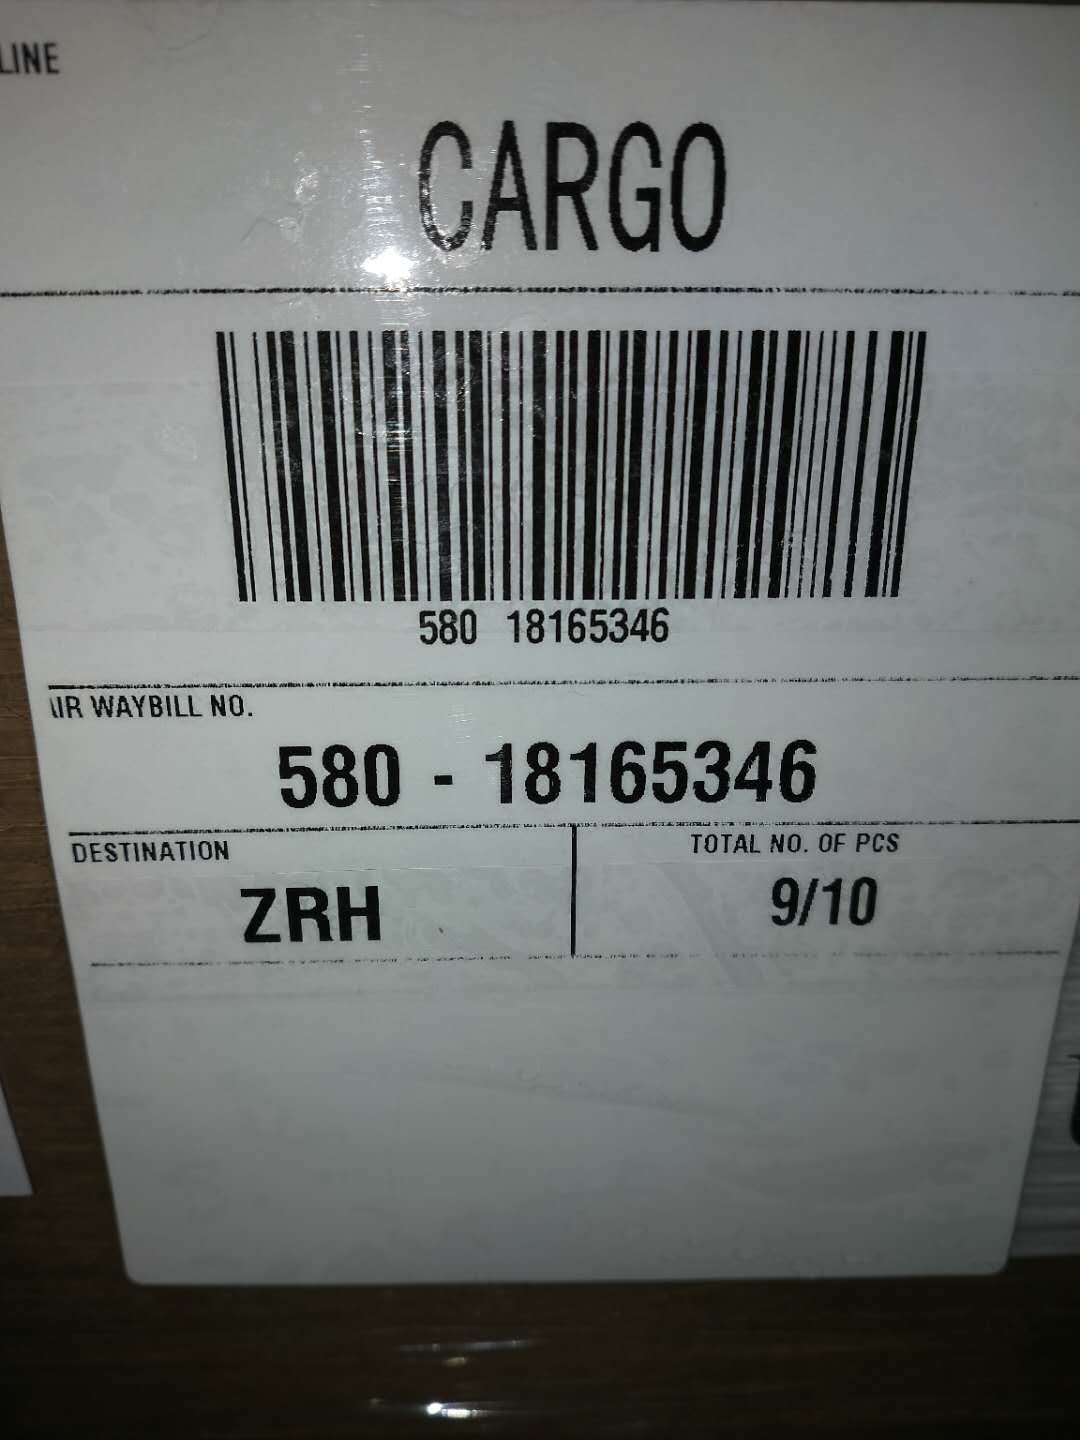 LINE
CARGO
580 18165346
AIR WAYBILL NO.
580 - 18165346
DESTINATION
TOTAL NO. OF PCS
ZRH
9/10